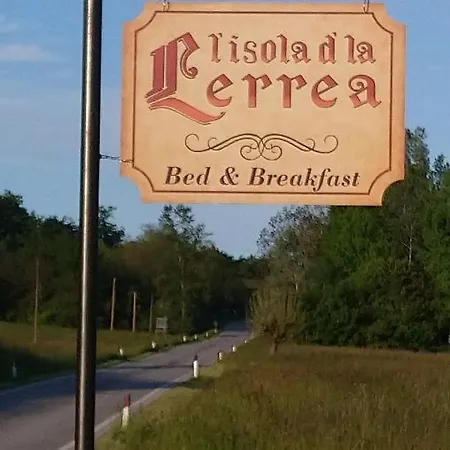 l'isola d'la
Lerrea
Bed & Breakfast